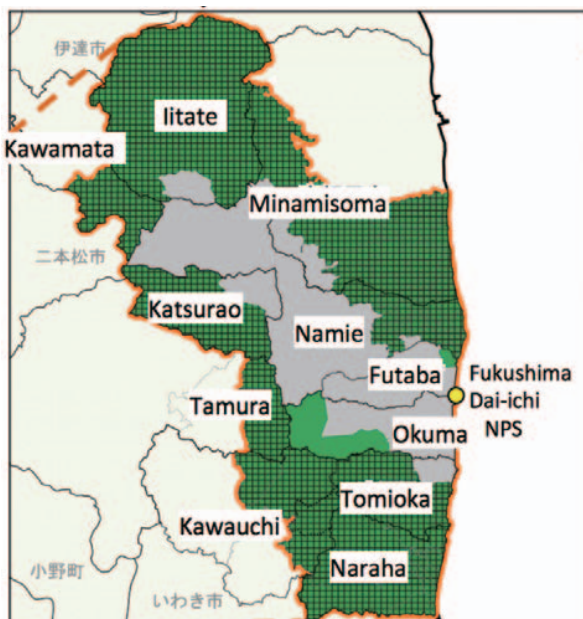 伊達市
Iitate
Kawamata
Minamisoma
二本松市
Katsurao
Namie
Futaba
Fukushima
Dai-ichi
NPS
Tamura
Okuma
Tomioka
Kawauchi
Naraha
小野町
いわき市